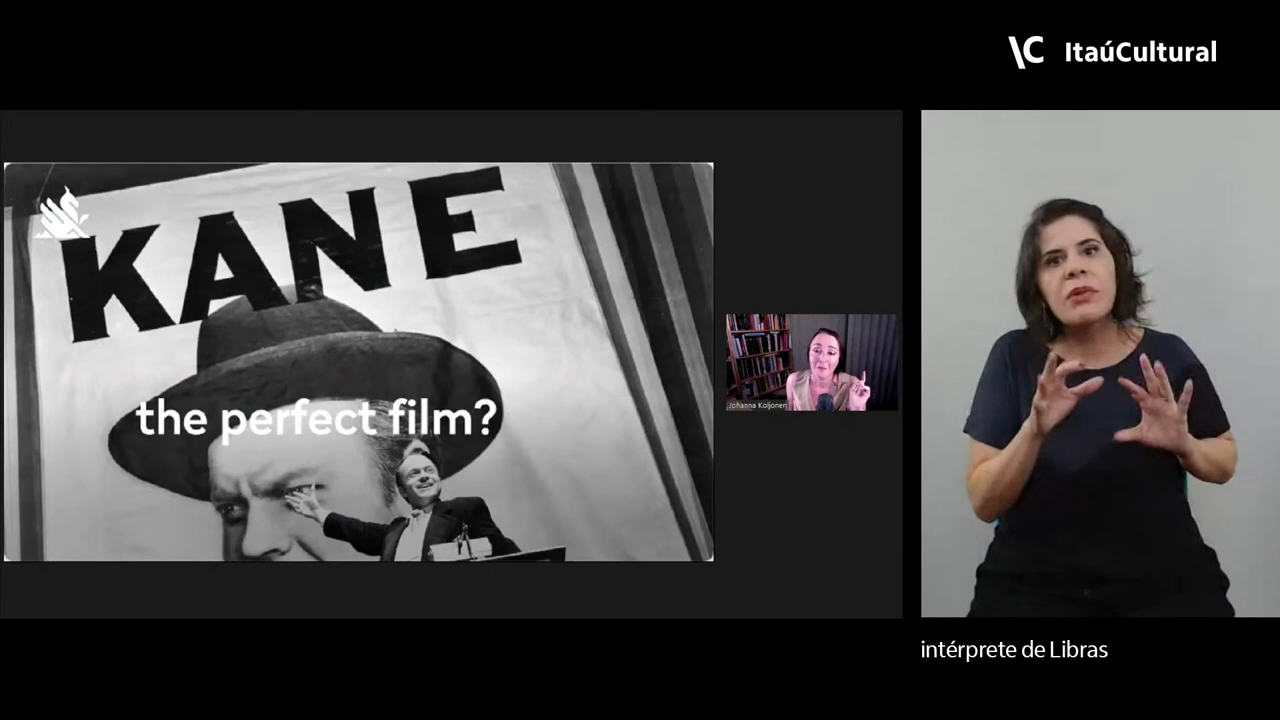 \C ItaúCultural
KANE
the perfect film?
Johanna Koljonen
intérprete de Libras